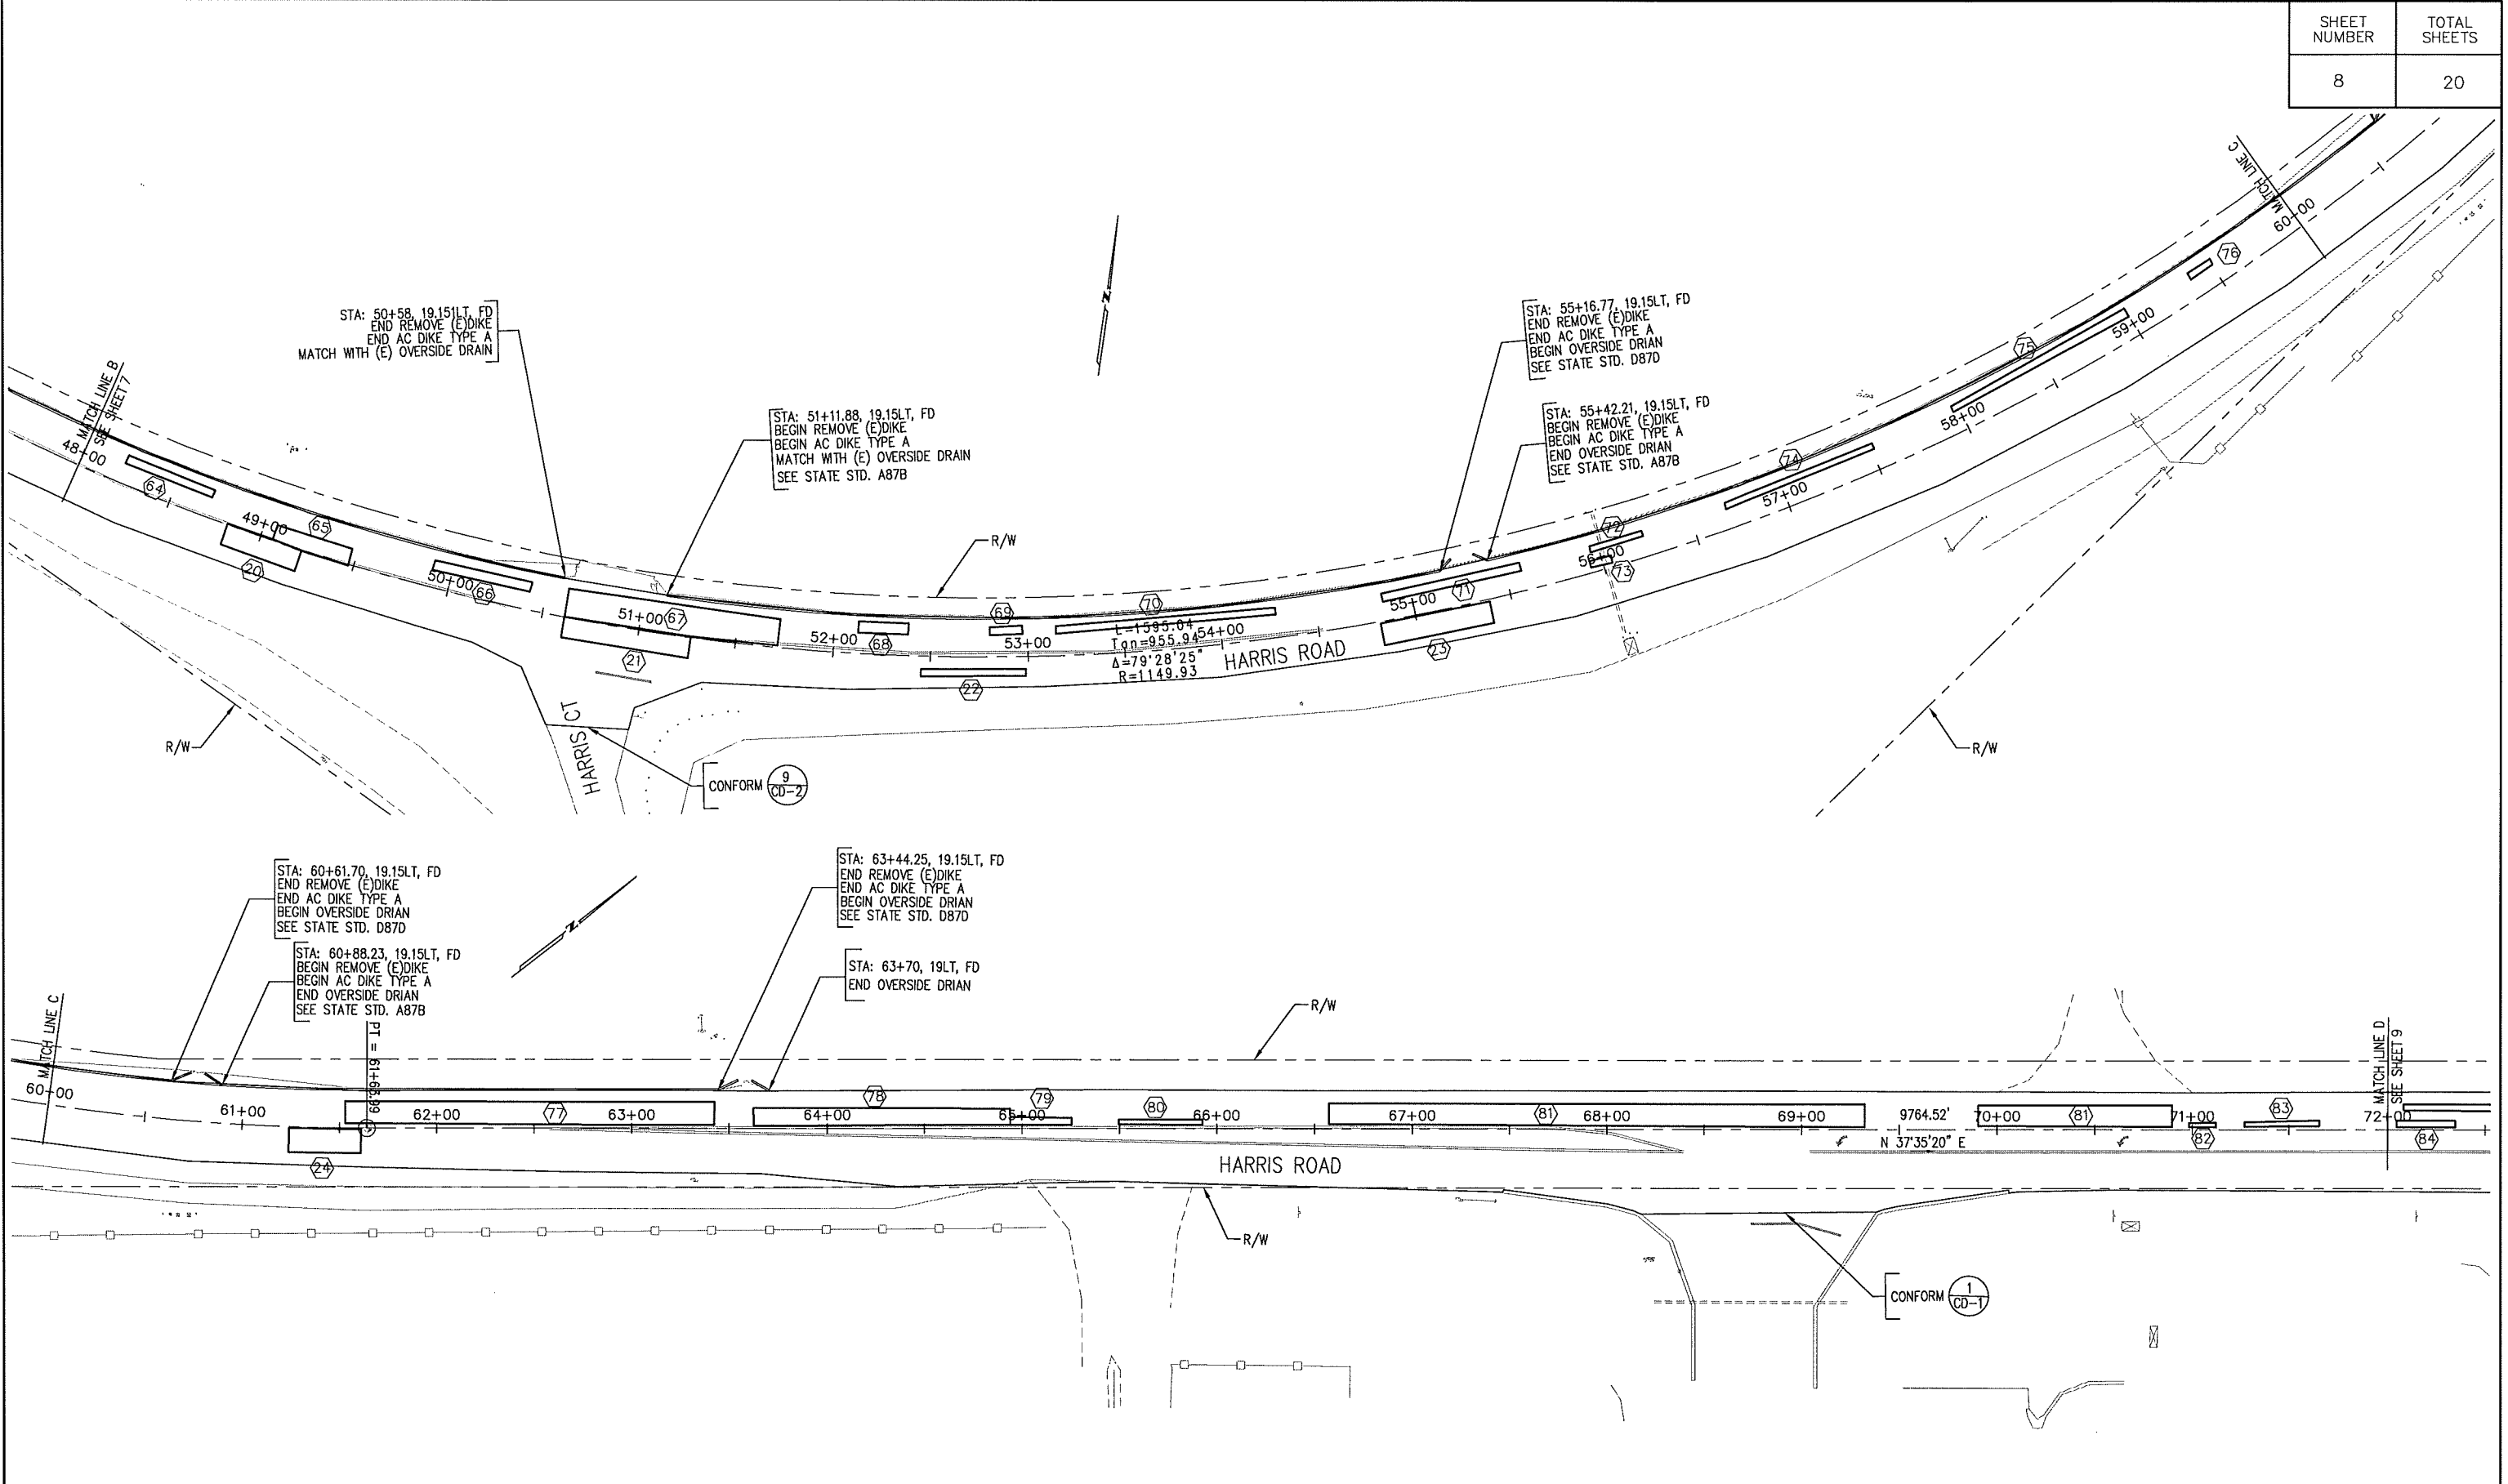 SHEET NUMBER
TOTAL SHEETS
8
20
MATCH LINE C
60+00
76
STA: 50+58, 19.151LT, FD
END REMOVE (E)DIKE
END AC DIKE TYPE A
MATCH WITH (E) OVERSIDE DRAIN
N
STA: 55+16.77, 19.15LT, FD
END REMOVE (E)DIKE
END AC DIKE TYPE A
BEGIN OVERSIDE DRIAN
SEE STATE STD. D87D
75
59+00
MATCH LINE B
SEE SHEET 7
STA: 51+11.88, 19.15LT, FD
BEGIN REMOVE (E)DIKE
BEGIN AC DIKE TYPE A
MATCH WITH (E) OVERSIDE DRAIN
SEE STATE STD. A87B
STA: 55+42.21, 19.15LT, FD
BEGIN REMOVE (E)DIKE
BEGIN AC DIKE TYPE A
END OVERSIDE DRIAN
SEE STATE STD. A87B
58+00
48+00
64
74
57+00
49+00
65
20
R/W
72
56+00
73
50+00
66
51+00
67
52+00
68
69
53+00
70
L=1595.04
Tan=955.94
Δ=79°28'25"
R=1149.93
54+00
55+00
71
21
22
HARRIS ROAD
23
R/W
HARRIS CT
R/W
CONFORM 9
CD-2
STA: 60+61.70, 19.15LT, FD
END REMOVE (E)DIKE
END AC DIKE TYPE A
BEGIN OVERSIDE DRIAN
SEE STATE STD. D87D
STA: 63+44.25, 19.15LT, FD
END REMOVE (E)DIKE
END AC DIKE TYPE A
BEGIN OVERSIDE DRIAN
SEE STATE STD. D87D
N
STA: 60+88.23, 19.15LT, FD
BEGIN REMOVE (E)DIKE
BEGIN AC DIKE TYPE A
END OVERSIDE DRIAN
SEE STATE STD. A87B
STA: 63+70, 19LT, FD
END OVERSIDE DRIAN
R/W
MATCH LINE C
MATCH LINE D
SEE SHEET 9
60+00
61+00
62+00
77
63+00
64+00
78
65+00
79
80
66+00
67+00
81
68+00
69+00
9764.52'
70+00
81
71+00
82
83
72+00
84
N 37°35'20" E
24
HARRIS ROAD
R/W
CONFORM 1
CD-1